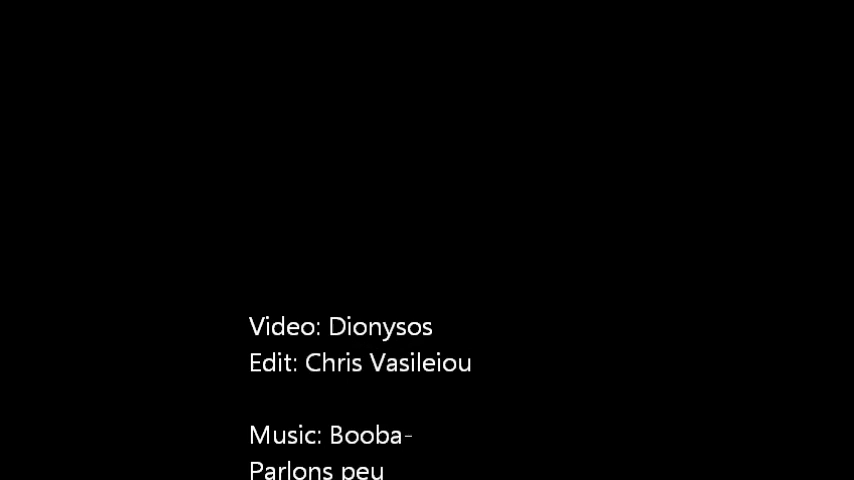 Video: Dionysos
Edit: Chris Vasileiou
Music: Booba-
Parlons peu